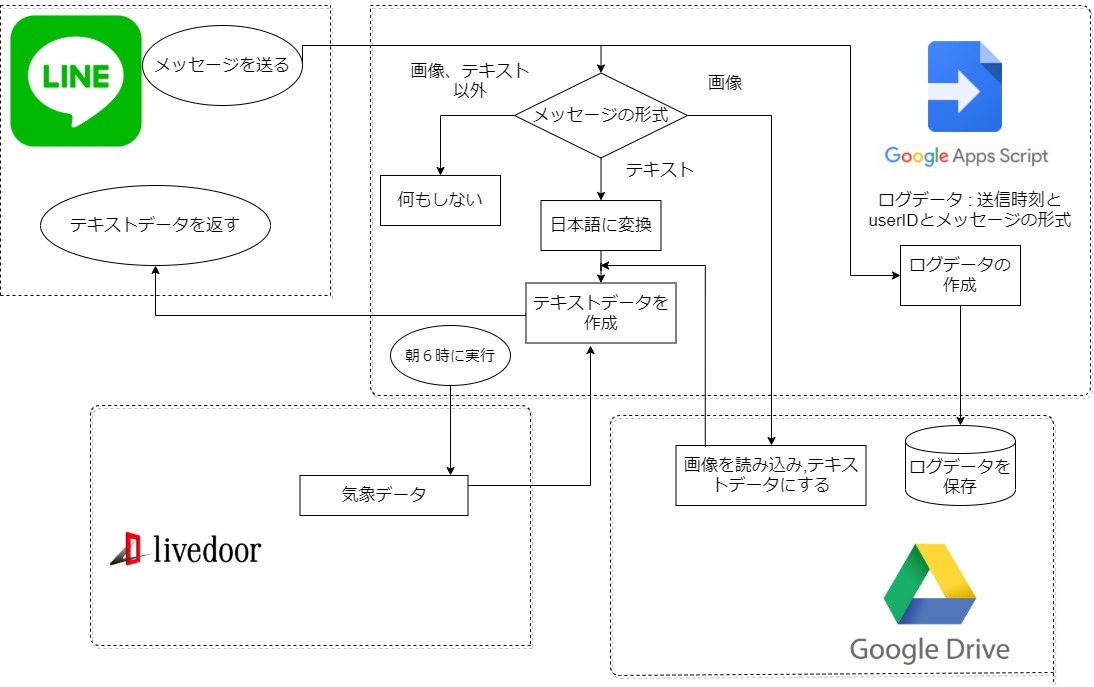 LINE
メッセージを送る
テキストデータを返す
画像、テキスト
以外
メッセージの形式
画像
テキスト
何もしない
日本語に変換
テキストデータを
作成
Google Apps Script
ログデータ : 送信時刻と
userIDとメッセージの形式
ログデータの
作成
朝６時に実行
気象データ
livedoor
画像を読み込み,テキス
トデータにする
ログデータを
保存
Google Drive